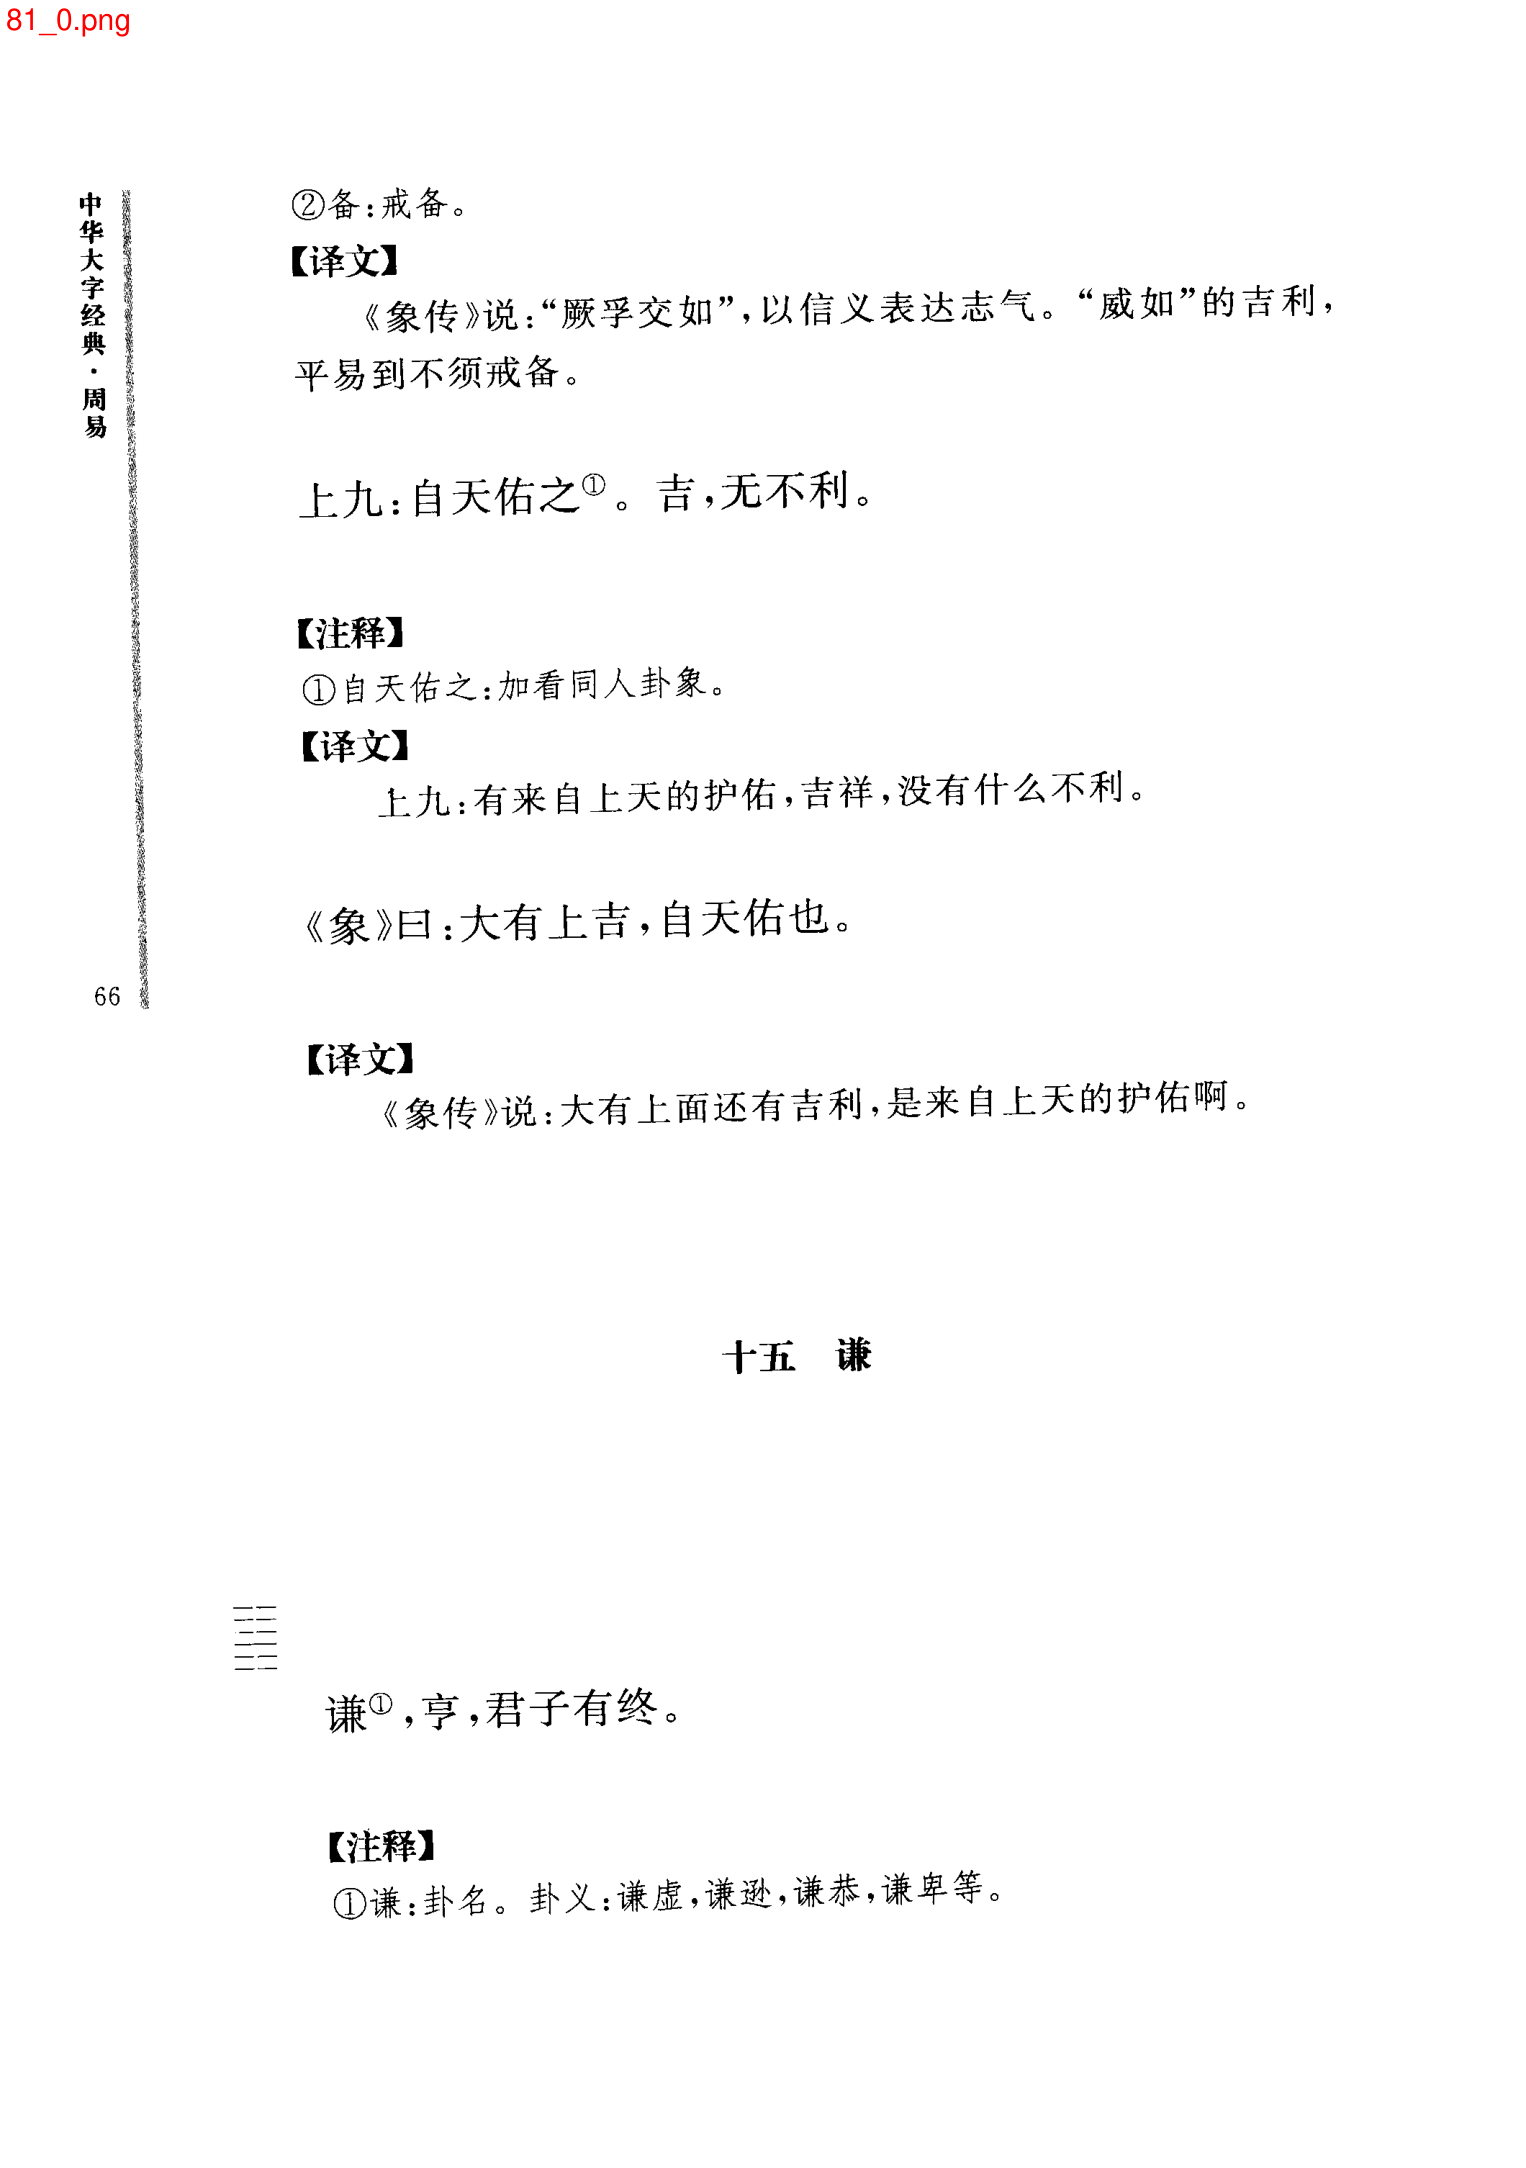 81_0.png
中华大字经典·周易
66
②备:戒备。
【译文】
《象传》说:“厥孚交如”,以信义表达志气。“威如”的吉利,
平易到不须戒备。
上九:自天佑之①。吉,无不利。
【注释】
①自天佑之:加看同人卦象。
【译文】
上九:有来自上天的护佑,吉祥,没有什么不利。
《象》曰:大有上吉,自天佑也。
【译文】
《象传》说:大有上面还有吉利,是来自上天的护佑啊。
十五 谦
谦①,亨,君子有终。
【注释】
①谦:卦名。卦义:谦虚,谦逊,谦恭,谦卑等。